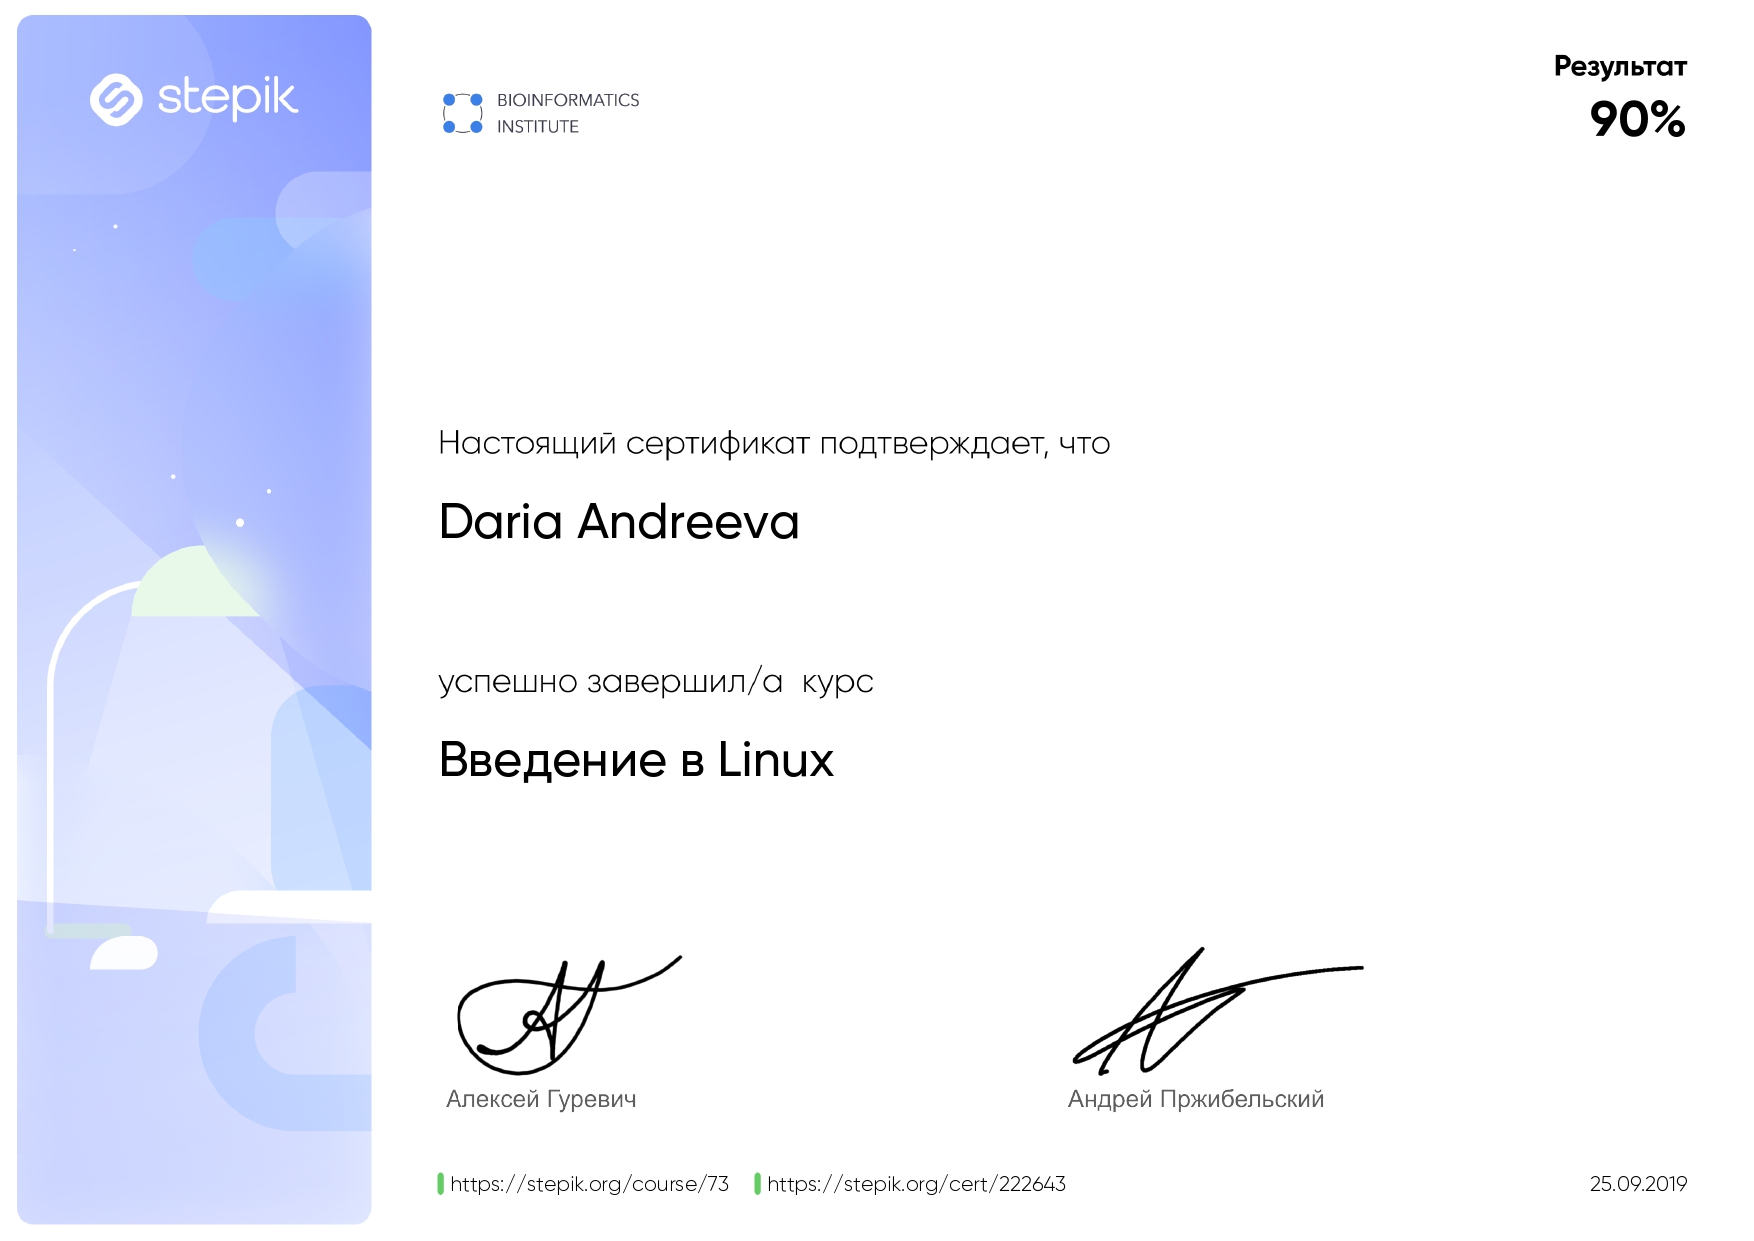 stepik
BIOINFORMATICS
INSTITUTE
Результат
90%
Настоящий сертификат подтверждает, что
Daria Andreeva
успешно завершил/а курс
Введение в Linux
Алексей Гуревич
Андрей Пржибельский
https://stepik.org/course/73
https://stepik.org/cert/222643
25.09.2019